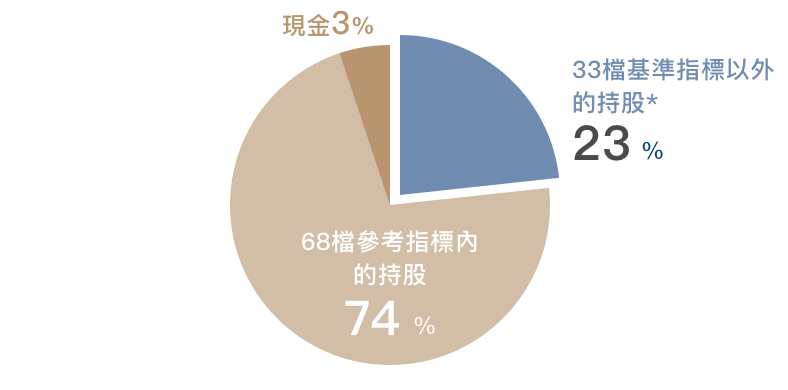 現金3%
33檔基準指標以外
的持股*
23 %
68檔參考指標內
的持股
74 %